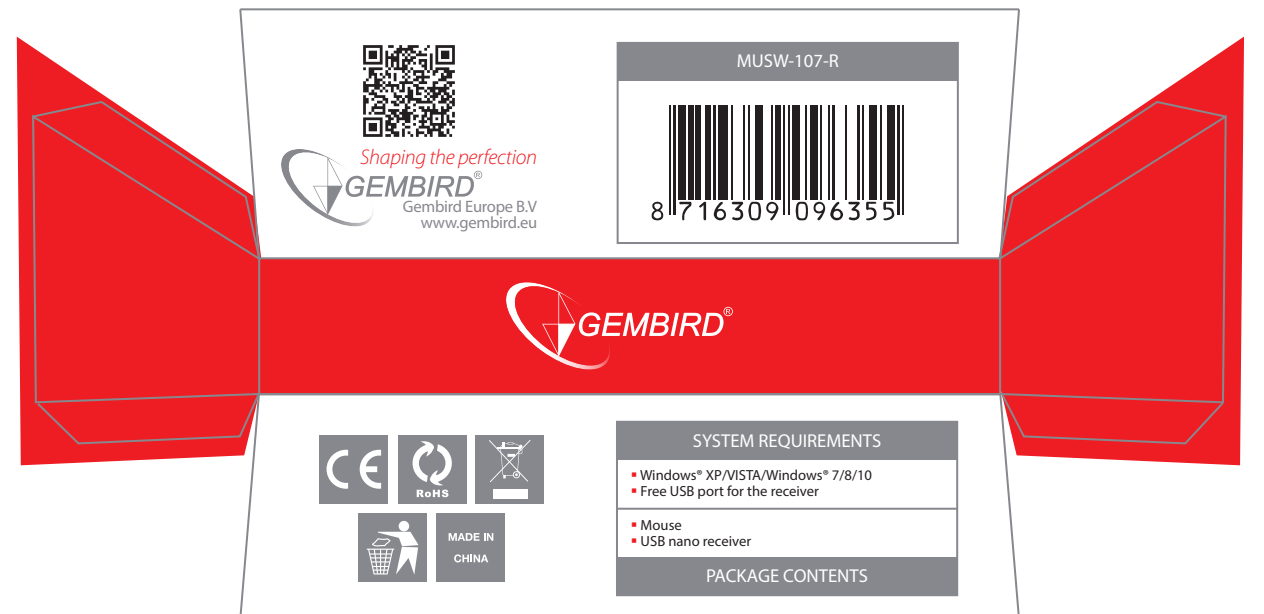 MUSW-107-R
8 716309 096355
Shaping the perfection
GEMBIRD®
Gembird Europe B.V
www.gembird.eu
GEMBIRD®
CE
RoHS
MADE IN
CHINA
SYSTEM REQUIREMENTS
▪ Windows® XP/VISTA/Windows® 7/8/10
▪ Free USB port for the receiver
▪ Mouse
▪ USB nano receiver
PACKAGE CONTENTS